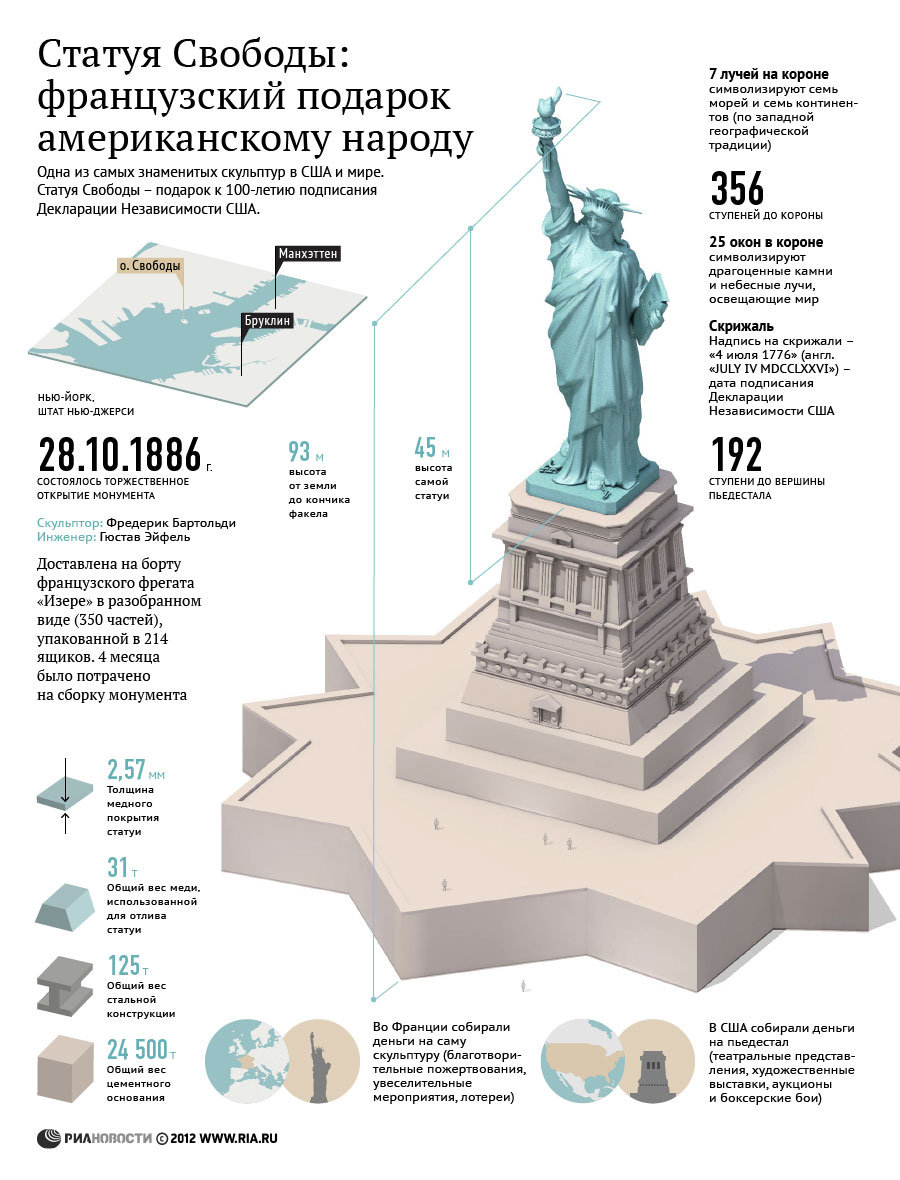 Статуя Свободы:
французский подарок
американскому народу
Одна из самых знаменитых скульптур в США и мире.
Статуя Свободы – подарок к 100-летию подписания
Декларации Независимости США.
о. Свободы
Манхэттен
Бруклин
НЬЮ-ЙОРК,
ШТАТ НЬЮ-ДЖЕРСИ
28.10.1886 г.
СОСТОЯЛОСЬ ТОРЖЕСТВЕННОЕ
ОТКРЫТИЕ МОНУМЕНТА
Скульптор: Фредерик Бартольди
Инженер: Гюстав Эйфель
Доставлена на борту
французского фрегата
«Изере» в разобранном
виде (350 частей),
упакованной в 214
ящиков. 4 месяца
было потрачено
на сборку монумента
93 м
высота
от земли
до кончика
факела
45 м
высота
самой
статуи
7 лучей на короне
символизируют семь
морей и семь континен-
тов (по западной
географической
традиции)
356
СТУПЕНЕЙ ДО КОРОНЫ
25 окон в короне
символизируют
драгоценные камни
и небесные лучи,
освещающие мир
Скрижаль
Надпись на скрижали –
«4 июля 1776» (англ.
«JULY IV MDCCLXXVI») –
дата подписания
Декларации
Независимости США
192
СТУПЕНИ ДО ВЕРШИНЫ
ПЬЕДЕСТАЛА
2,57 мм
Толщина
медного
покрытия
статуи
31 т
Общий вес меди,
использованной
для отлива
статуи
125 т
Общий вес
стальной
конструкции
24 500 т
Общий вес
цементного
основания
Во Франции собирали
деньги на саму
скульптуру (благотвори-
тельные пожертвования,
увеселительные
мероприятия, лотереи)
В США собирали деньги
на пьедестал
(театральные представ-
ления, художественные
выставки, аукционы
и боксерские бои)
РИАНОВОСТИ © 2012 WWW.RIA.RU